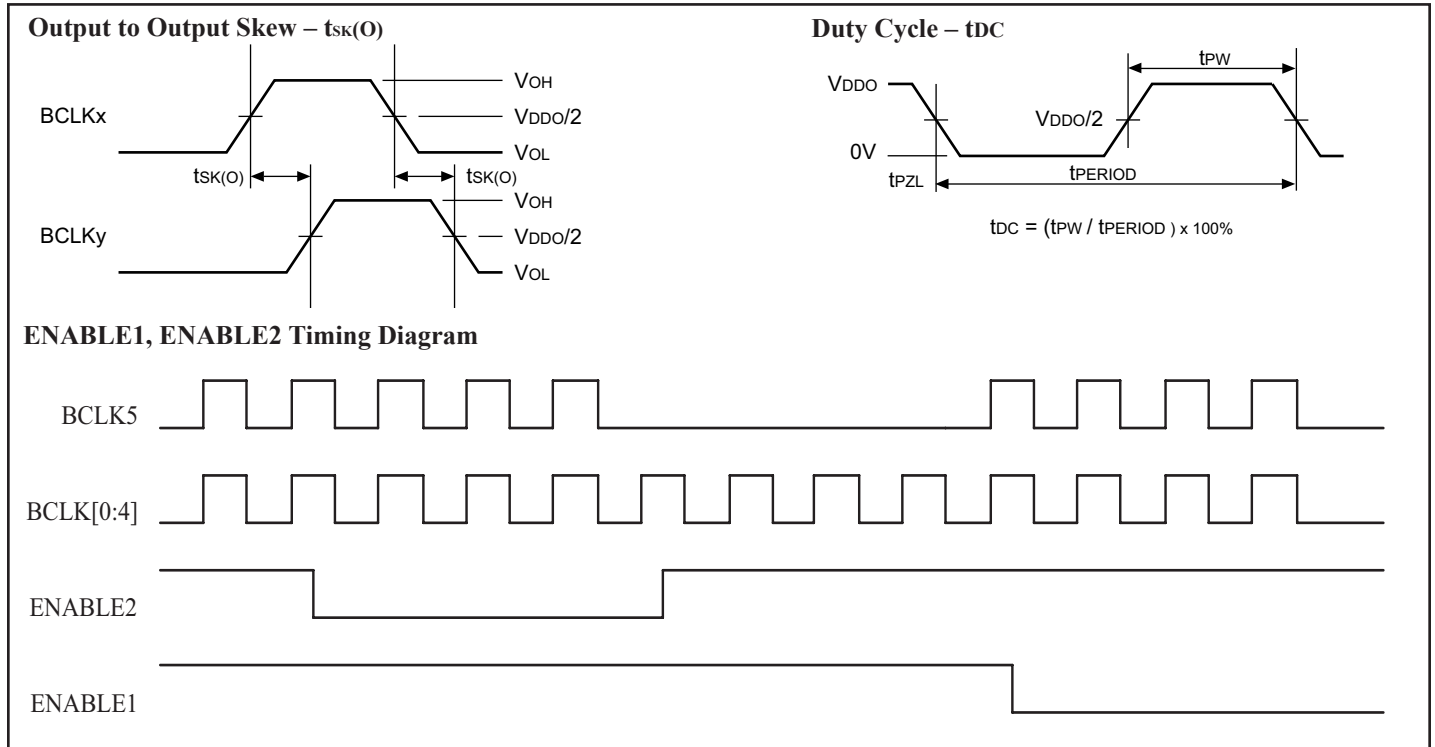 Output to Output Skew – tSK(O)
BCLKx
VOH
VDDO/2
VOL
tSK(O)
tSK(O)
BCLKy
VOH
VDDO/2
VOL
Duty Cycle – tDC
VDDO
tPW
VDDO/2
0V
tPZL
tPERIOD
tDC = (tPW / tPERIOD ) x 100%
ENABLE1, ENABLE2 Timing Diagram
BCLK5
BCLK[0:4]
ENABLE2
ENABLE1